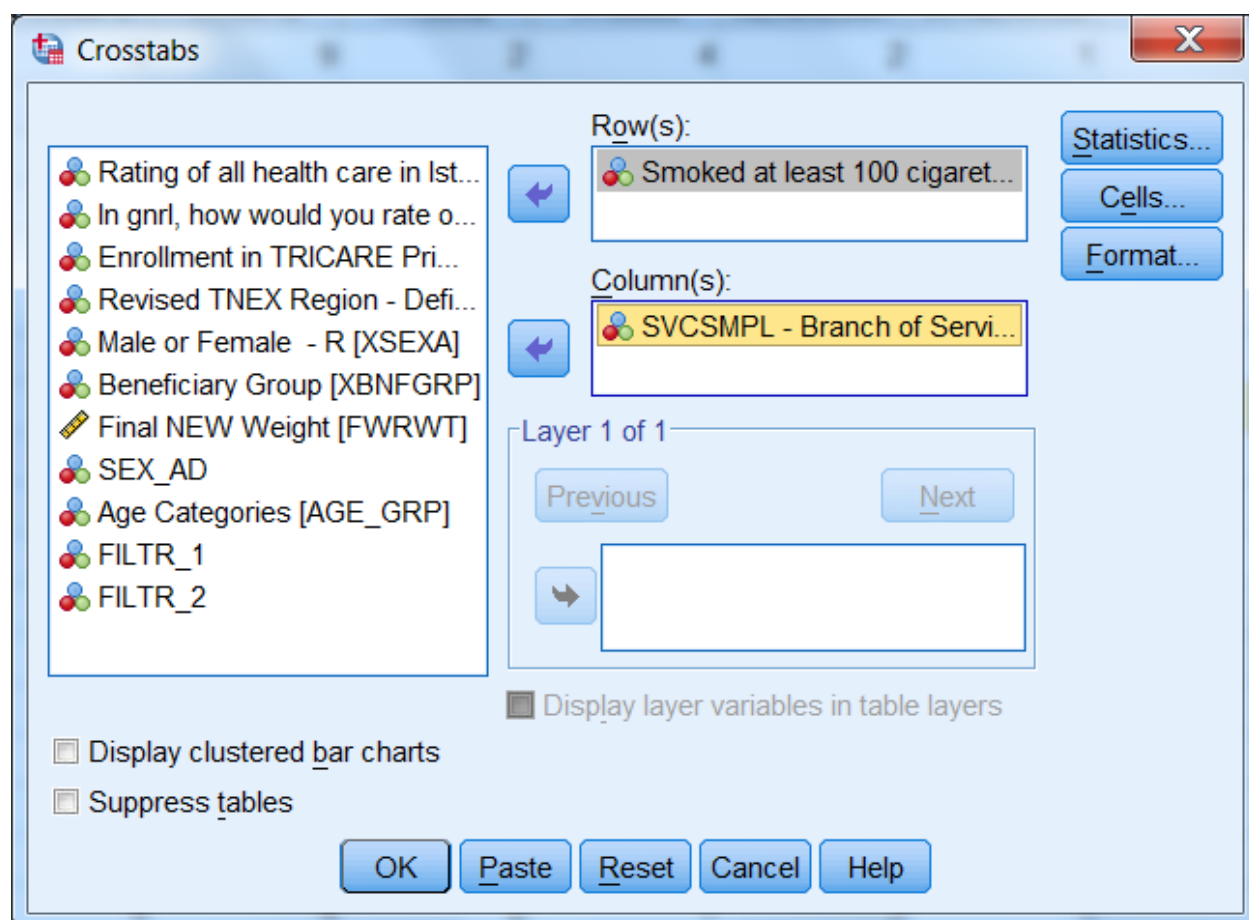 Crosstabs
Rating of all health care in lst...
In gnrl, how would you rate o...
Enrollment in TRICARE Pri...
Revised TNEX Region - Defi...
Male or Female - R [XSEXA]
Beneficiary Group [XBNFGRP]
Final NEW Weight [FWRWT]
SEX_AD
Age Categories [AGE_GRP]
FILTR_1
FILTR_2
Row(s):
Smoked at least 100 cigaret...
Column(s):
SVCSMPL - Branch of Servi...
Layer 1 of 1
Previous
Next
Display layer variables in table layers
Statistics...
Cells...
Format...
Display clustered bar charts
Suppress tables
OK
Paste
Reset
Cancel
Help